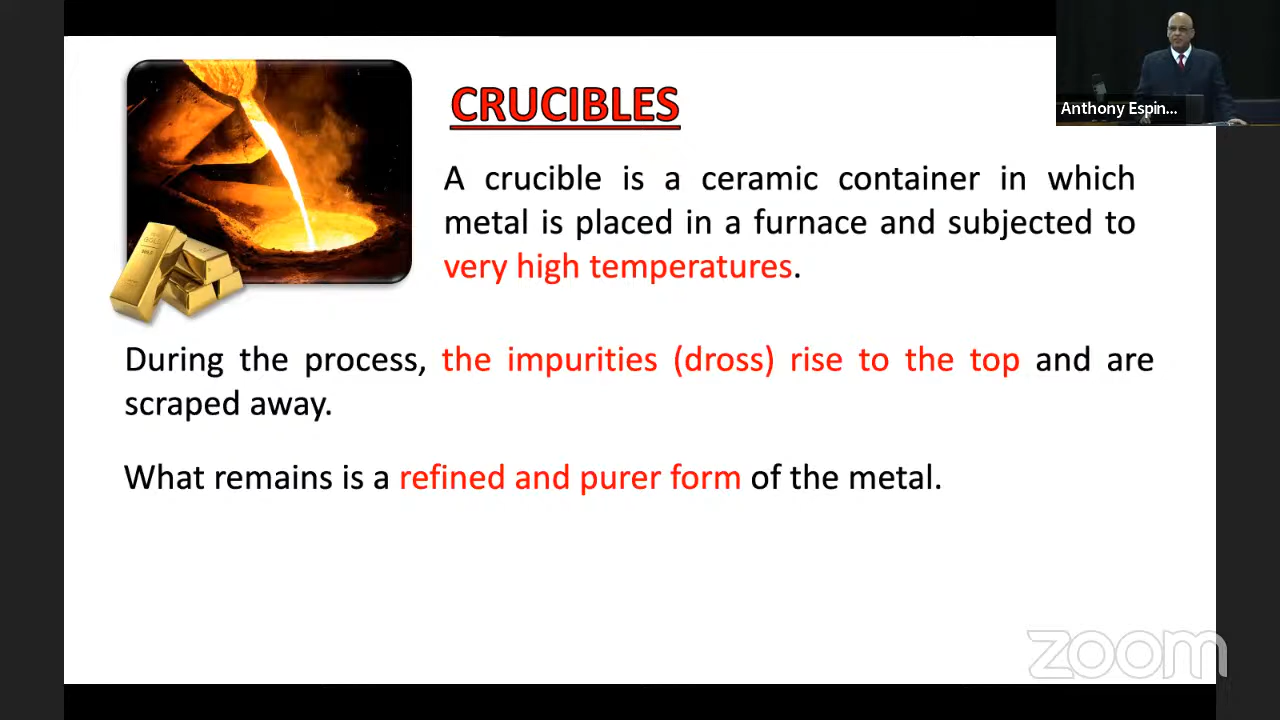 CRUCIBLES
Anthony Espin...
A crucible is a ceramic container in which
metal is placed in a furnace and subjected to
very high temperatures.
During the process, the impurities (dross) rise to the top and are
scraped away.
What remains is a refined and purer form of the metal.
zoom